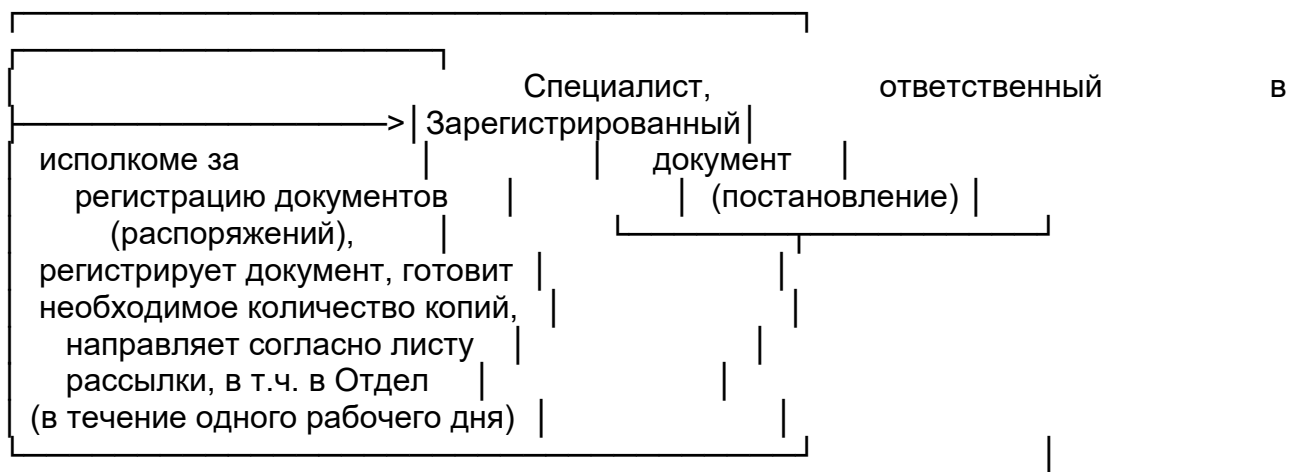 Специалист, ответственный в
Зарегистрированный
исполкоме за документ
регистрацию документов (постановление)
(распоряжений),
регистрирует документ, готовит
необходимое количество копий,
направляет согласно листу
рассылки, в т.ч. в Отдел
(в течение одного рабочего дня)